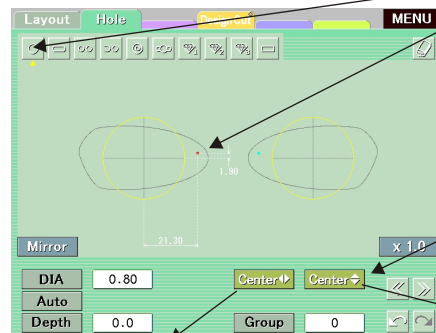 Layout Hole DesignCut MENU
1.90
21.30
Mirror x 1.0
DIA 0.80 Center Center
Auto
Depth 0.0 Group 0